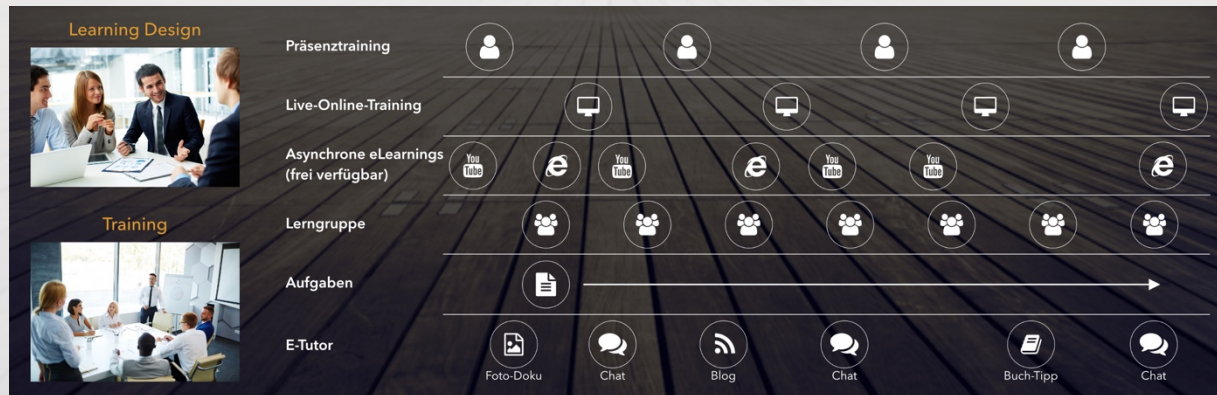 Learning Design
Präsenztraining
Live-Online-Training
Asynchrone eLearnings
(frei verfügbar)
You
Tube
You
Tube
You
Tube
You
Tube
Training
Lerngruppe
Aufgaben
E-Tutor
Foto-Doku
Chat
Blog
Chat
Buch-Tipp
Chat